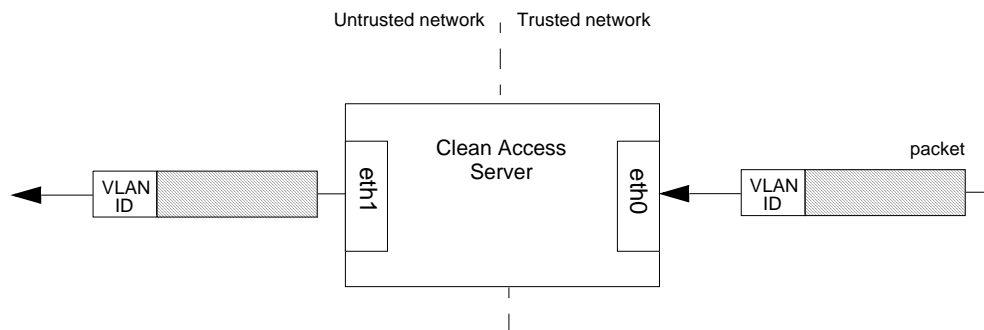 Untrusted network
Trusted network
Clean Access
Server
packet
VLAN
ID
eth1
eth0
VLAN
ID